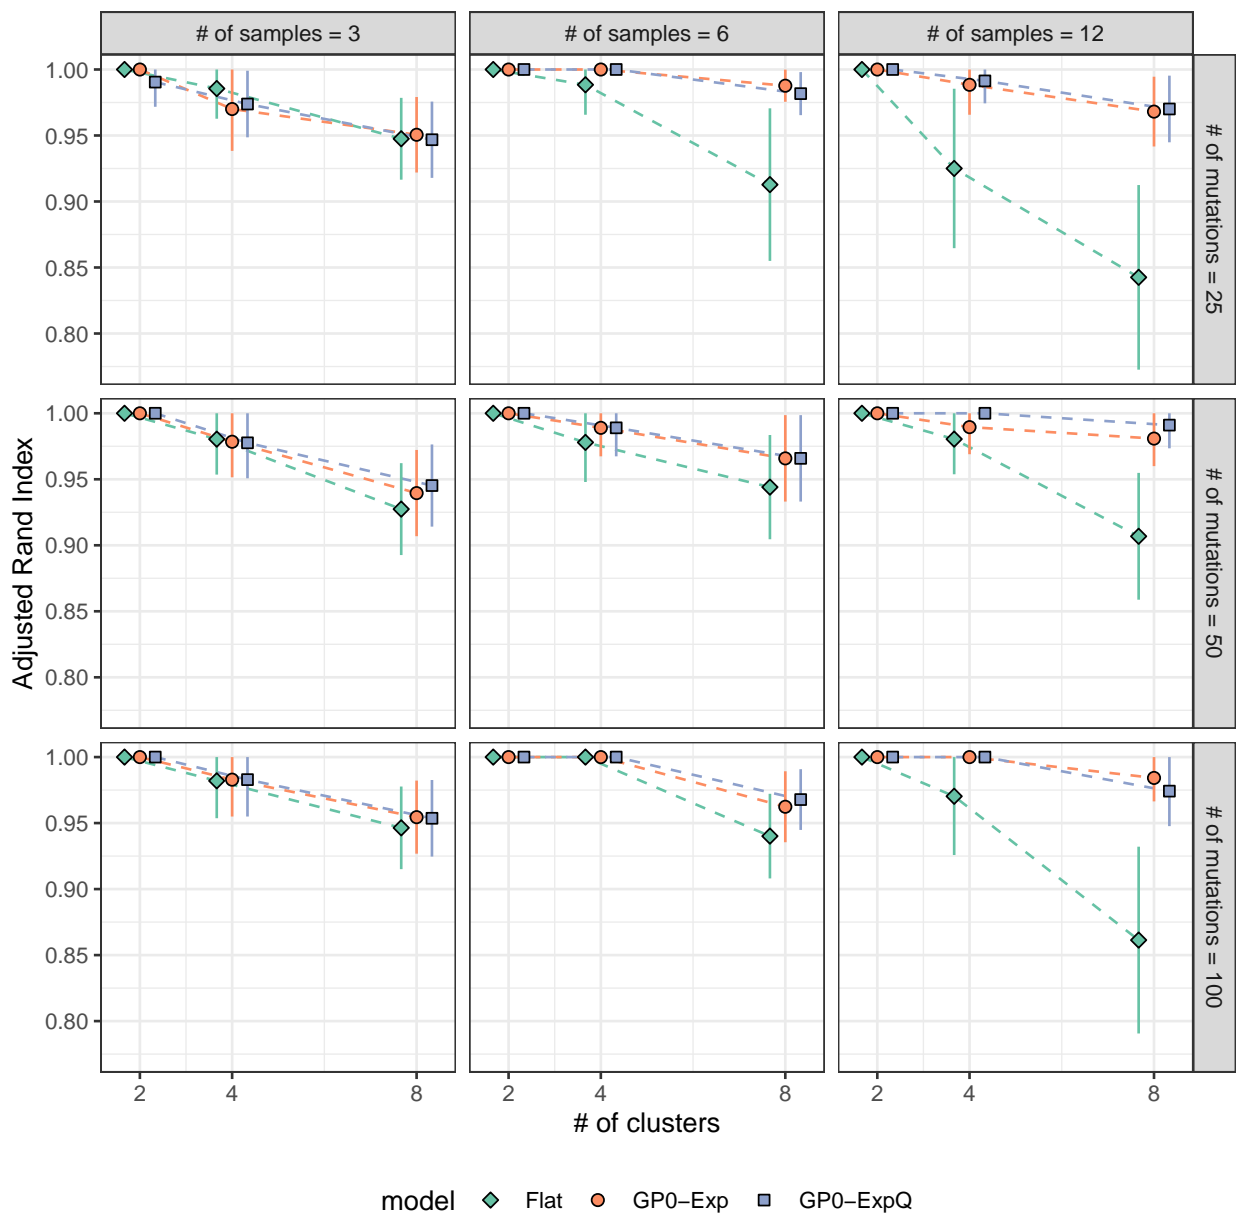 # of samples = 3
# of samples = 6
# of samples = 12
1.00
0.95
0.90
0.85
0.80
# of mutations = 25
1.00
0.95
0.90
0.85
0.80
# of mutations = 50
1.00
0.95
0.90
0.85
0.80
# of mutations = 100
Adjusted Rand Index
2 4 8
2 4 8
2 4 8
# of clusters
model Flat GP0−Exp GP0−ExpQ